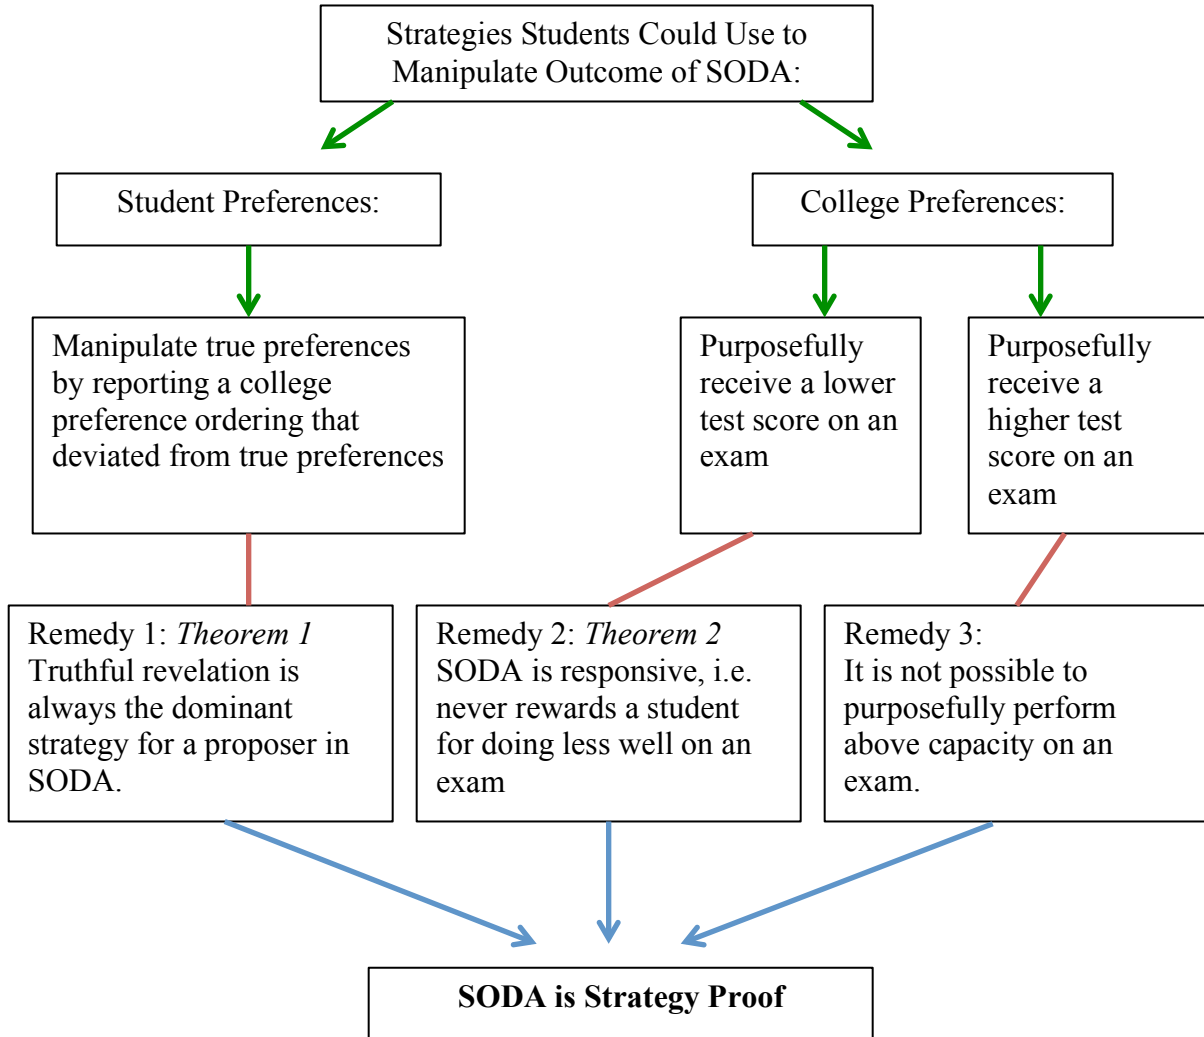 Strategies Students Could Use to
Manipulate Outcome of SODA:
Student Preferences:
College Preferences:
Manipulate true preferences
by reporting a college
preference ordering that
deviated from true preferences
Purposefully
receive a lower
test score on an
exam
Purposefully
receive a
higher test
score on an
exam
Remedy 1: Theorem 1
Truthful revelation is
always the dominant
strategy for a proposer in
SODA.
Remedy 2: Theorem 2
SODA is responsive, i.e.
never rewards a student
for doing less well on an
exam
Remedy 3:
It is not possible to
purposefully perform
above capacity on an
exam.
SODA is Strategy Proof